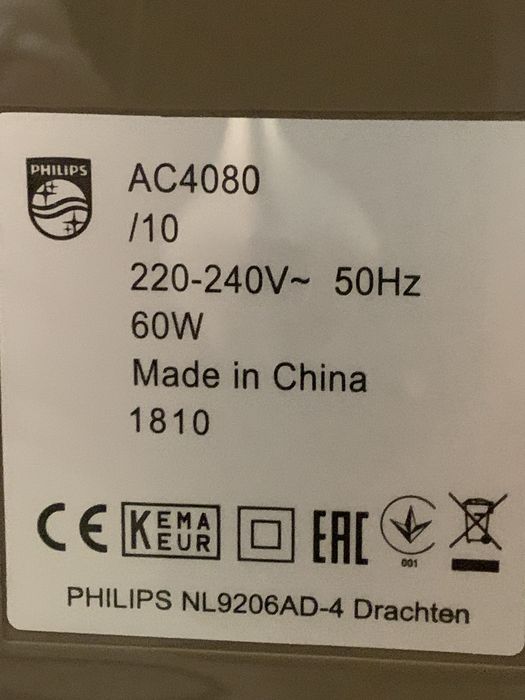 PHILIPS
AC4080
/10
220-240V~ 50Hz
60W
Made in China
1810
CE KEMA EUR EAC 001
PHILIPS NL9206AD-4 Drachten